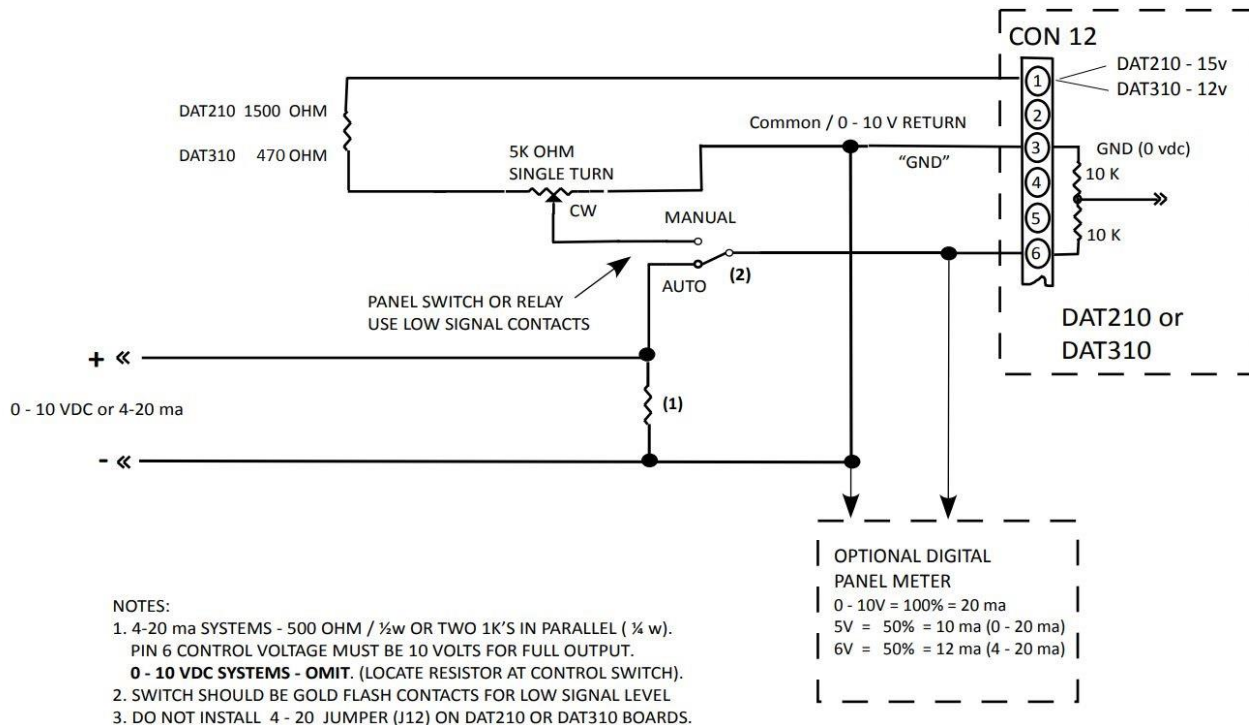 CON 12
DAT210 - 15v
DAT310 - 12v
1
2
3
4
5
6
DAT210 1500 OHM
DAT310 470 OHM
5K OHM
SINGLE TURN
CW
Common / 0 - 10 V RETURN
“GND”
GND (0 vdc)
10 K
10 K
MANUAL
AUTO
(2)
PANEL SWITCH OR RELAY
USE LOW SIGNAL CONTACTS
DAT210 or
DAT310
+
0 - 10 VDC or 4-20 ma
-
(1)
OPTIONAL DIGITAL
PANEL METER
0 - 10V = 100% = 20 ma
5V = 50% = 10 ma (0 - 20 ma)
6V = 50% = 12 ma (4 - 20 ma)
NOTES:
1. 4-20 ma SYSTEMS - 500 OHM / ½w OR TWO 1K'S IN PARALLEL ( ¼ w).
PIN 6 CONTROL VOLTAGE MUST BE 10 VOLTS FOR FULL OUTPUT.
0 - 10 VDC SYSTEMS - OMIT. (LOCATE RESISTOR AT CONTROL SWITCH).
2. SWITCH SHOULD BE GOLD FLASH CONTACTS FOR LOW SIGNAL LEVEL
3. DO NOT INSTALL 4 - 20 JUMPER (J12) ON DAT210 OR DAT310 BOARDS.